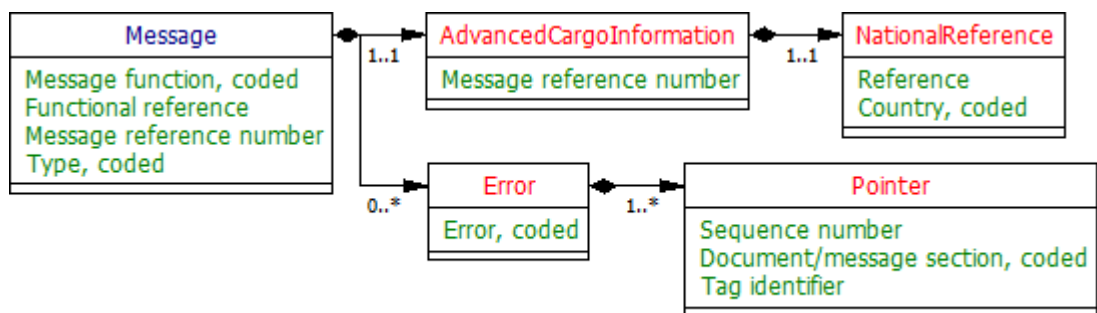 Message
Message function, coded
Functional reference
Message reference number
Type, coded
1..1
AdvancedCargoInformation
Message reference number
1..1
NationalReference
Reference
Country, coded
0..*
Error
Error, coded
1..*
Pointer
Sequence number
Document/message section, coded
Tag identifier